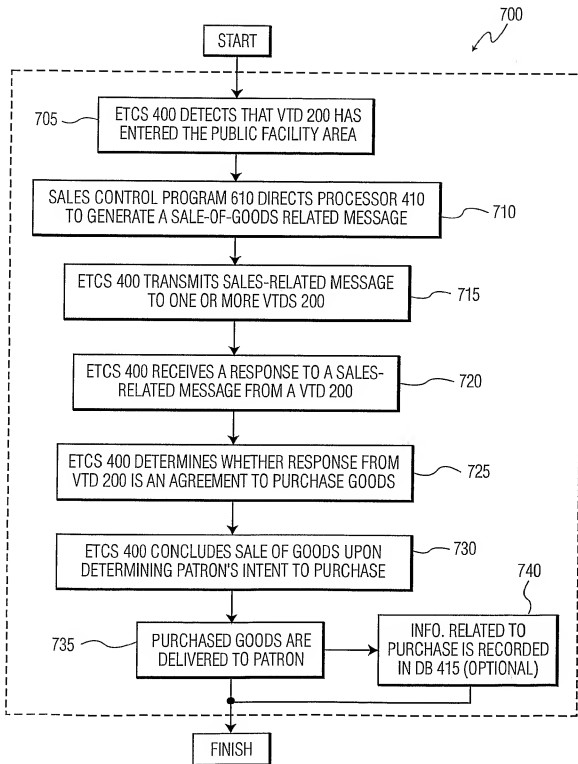 700
START
705
ETCS 400 DETECTS THAT VTD 200 HAS
ENTERED THE PUBLIC FACILITY AREA
SALES CONTROL PROGRAM 610 DIRECTS PROCESSOR 410
TO GENERATE A SALE-OF-GOODS RELATED MESSAGE
710
ETCS 400 TRANSMITS SALES-RELATED MESSAGE
TO ONE OR MORE VTDS 200
715
ETCS 400 RECEIVES A RESPONSE TO A SALES-
RELATED MESSAGE FROM A VTD 200
720
ETCS 400 DETERMINES WHETHER RESPONSE FROM
VTD 200 IS AN AGREEMENT TO PURCHASE GOODS
725
ETCS 400 CONCLUDES SALE OF GOODS UPON
DETERMINING PATRON'S INTENT TO PURCHASE
730
735
PURCHASED GOODS ARE
DELIVERED TO PATRON
740
INFO. RELATED TO
PURCHASE IS RECORDED
IN DB 415 (OPTIONAL)
FINISH